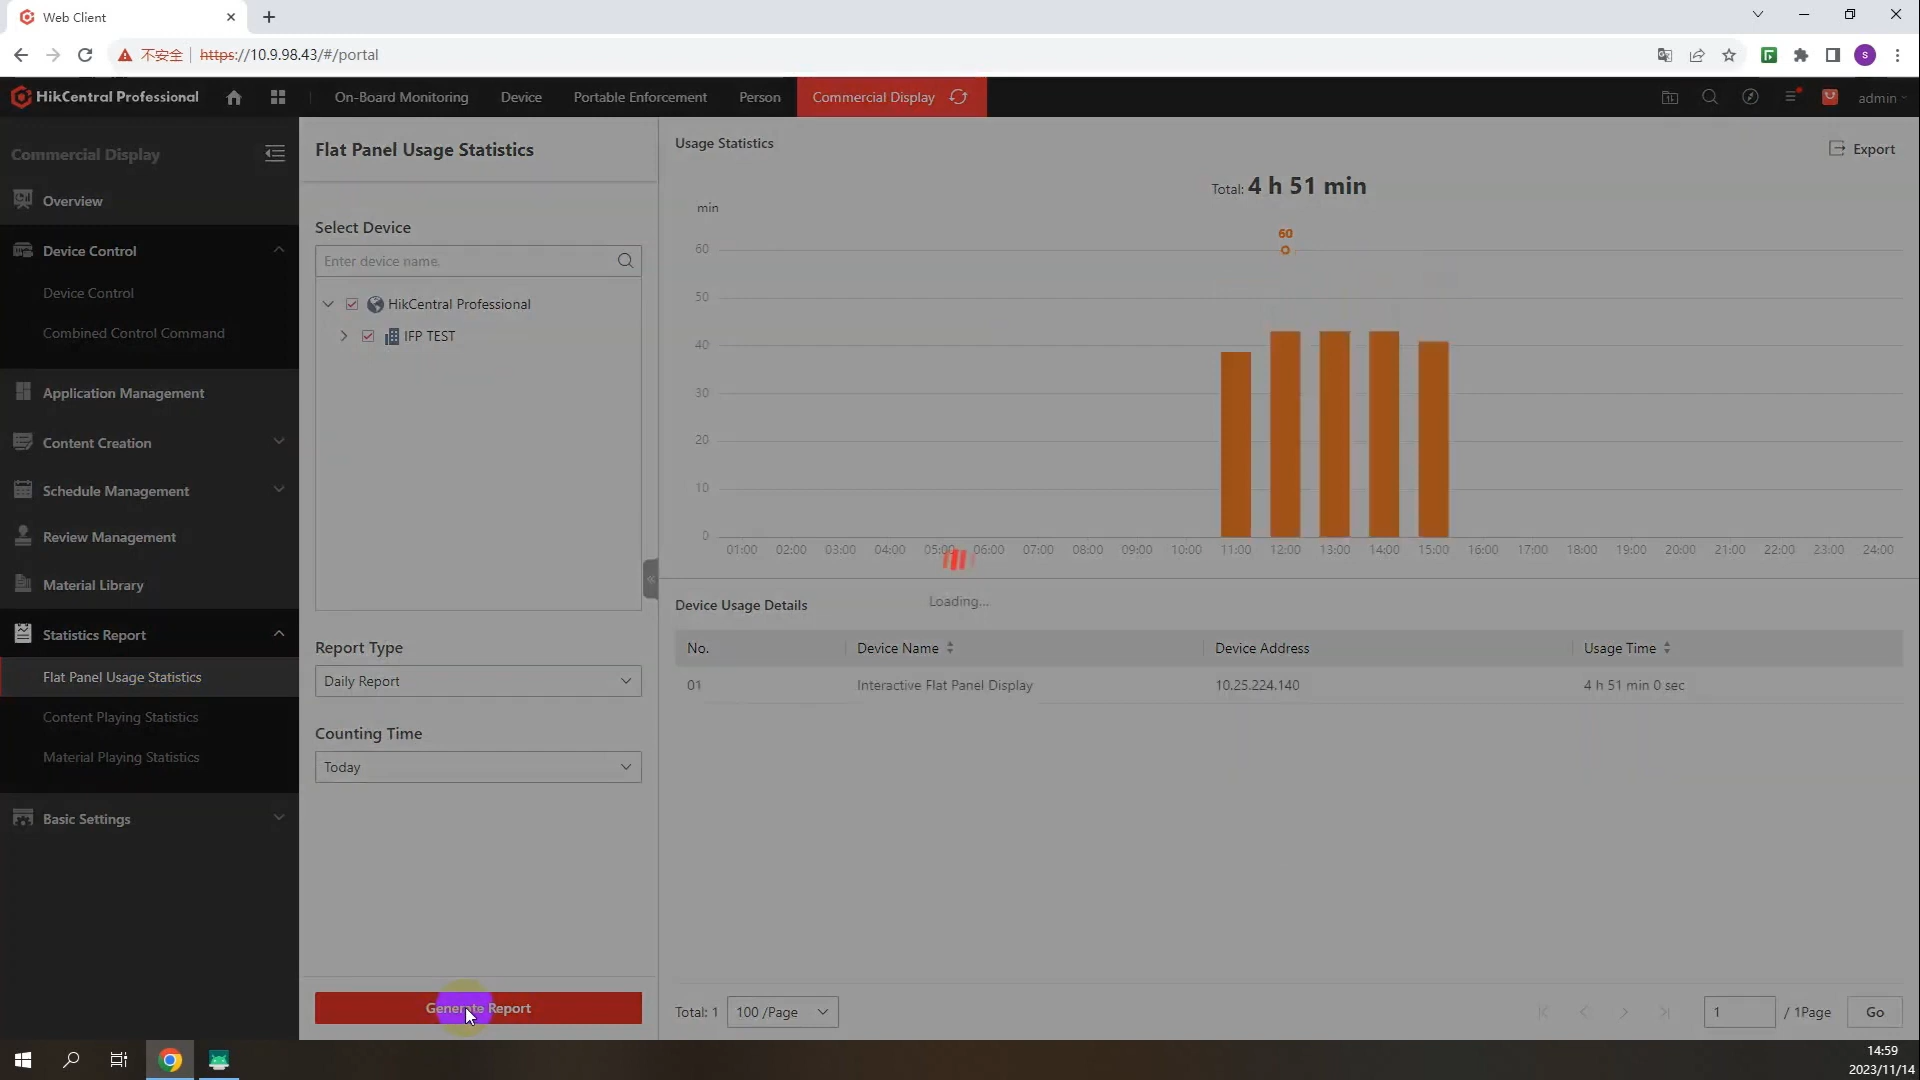 Web Client
不安全
https://10.9.98.43/#/portal
HikCentral Professional
On-Board Monitoring
Device
Portable Enforcement
Person
Commercial Display
admin
Commercial Display
Overview
Device Control
Device Control
Combined Control Command
Application Management
Content Creation
Schedule Management
Review Management
Material Library
Statistics Report
Flat Panel Usage Statistics
Content Playing Statistics
Material Playing Statistics
Basic Settings
Flat Panel Usage Statistics
Select Device
Enter device name.
HikCentral Professional
IFP TEST
Report Type
Daily Report
Counting Time
Today
Generate Report
Usage Statistics
Export
Total: 4 h 51 min
min
60
60
50
40
30
20
10
0
01:00 02:00 03:00 04:00 05:00 06:00 07:00 08:00 09:00 10:00 11:00 12:00 13:00 14:00 15:00 16:00 17:00 18:00 19:00 20:00 21:00 22:00 23:00 24:00
Loading...
Device Usage Details
No. Device Name Device Address Usage Time
01 Interactive Flat Panel Display 10.25.224.140 4 h 51 min 0 sec
Total: 1 100 /Page 1 / 1Page Go
14:59
2023/11/14